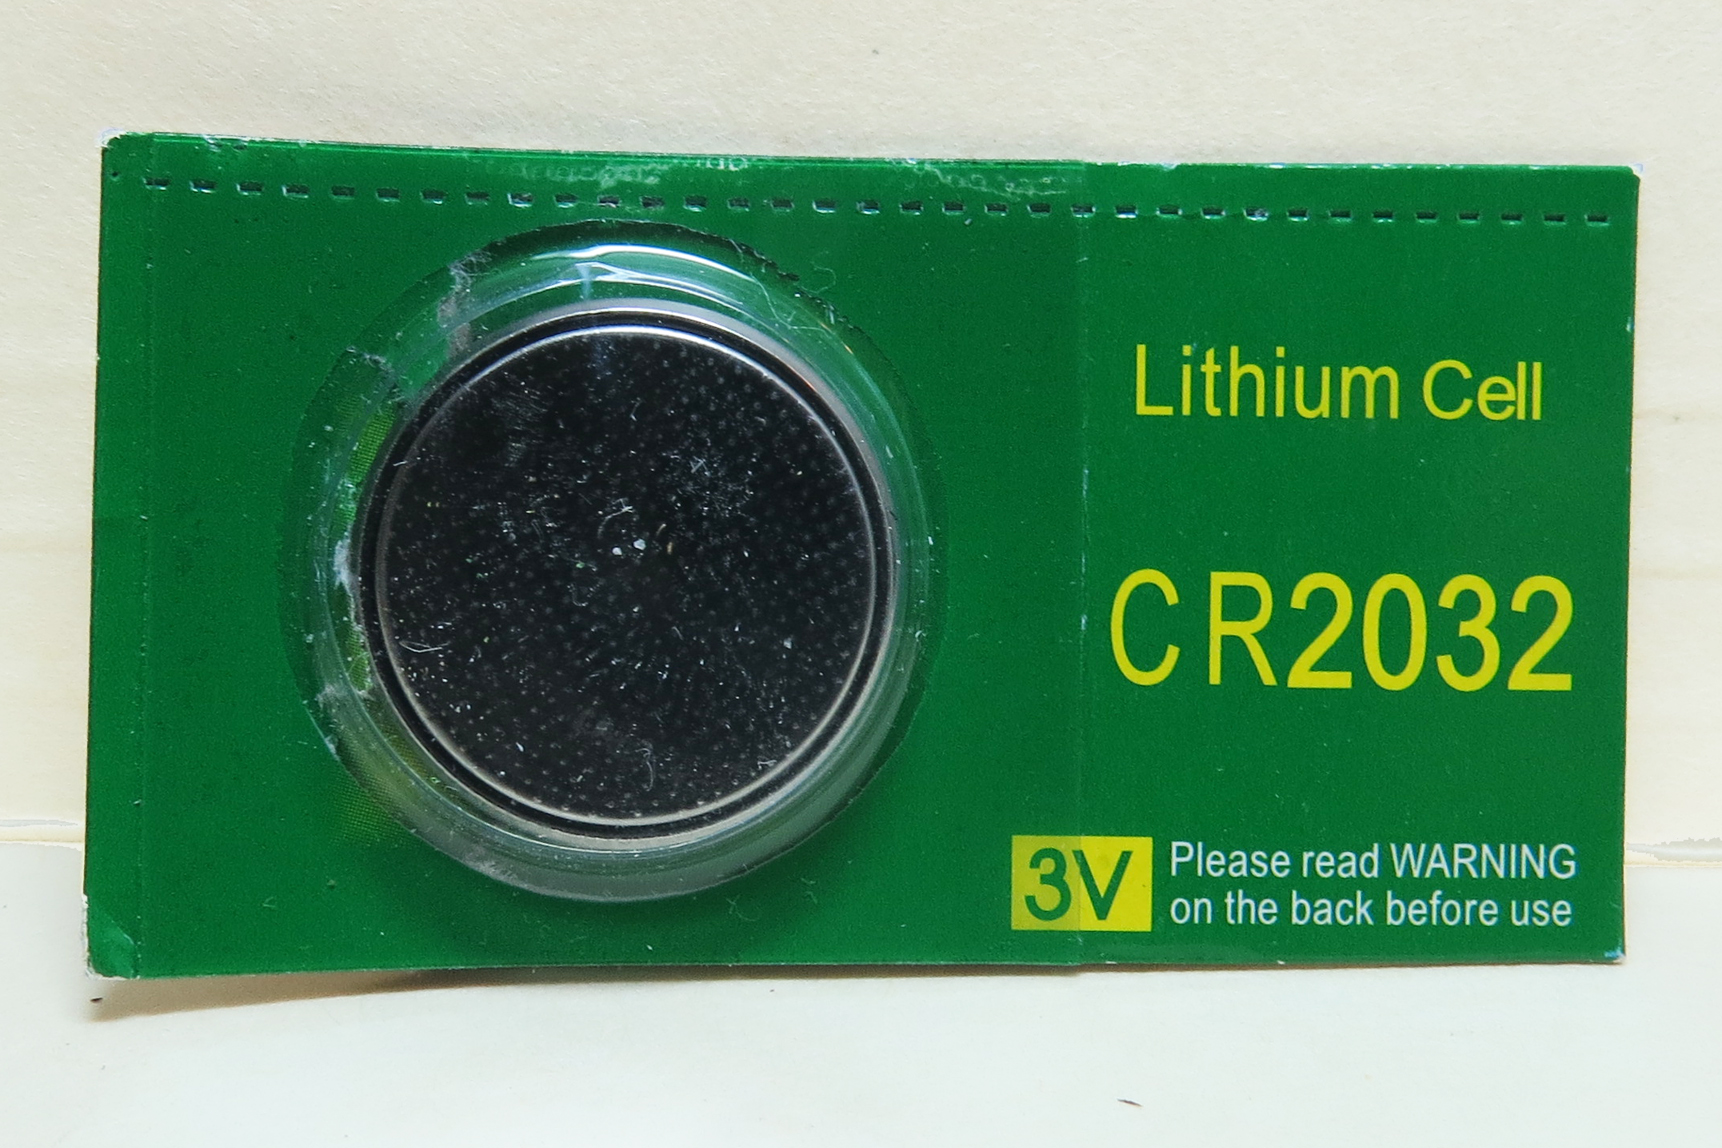 Lithium Cell
CR2032
3V
Please read WARNING
on the back before use